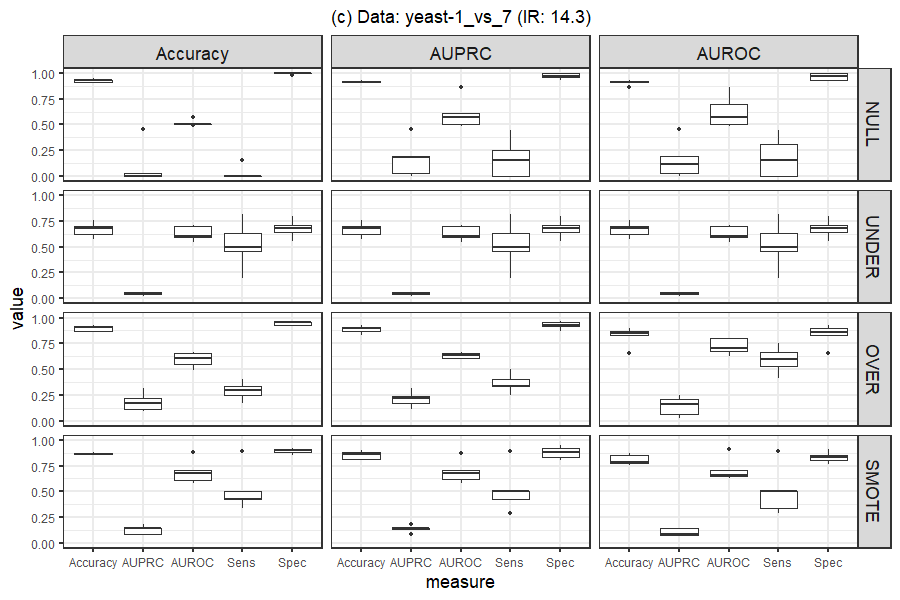 (c) Data: yeast-1_vs_7 (IR: 14.3)
Accuracy AUPRC AUROC
1.00
0.75
0.50
0.25
0.00
NULL
1.00
0.75
0.50
0.25
0.00
UNDER
value
1.00
0.75
0.50
0.25
0.00
OVER
1.00
0.75
0.50
0.25
0.00
SMOTE
Accuracy AUPRC AUROC Sens Spec Accuracy AUPRC AUROC Sens Spec Accuracy AUPRC AUROC Sens Spec
measure